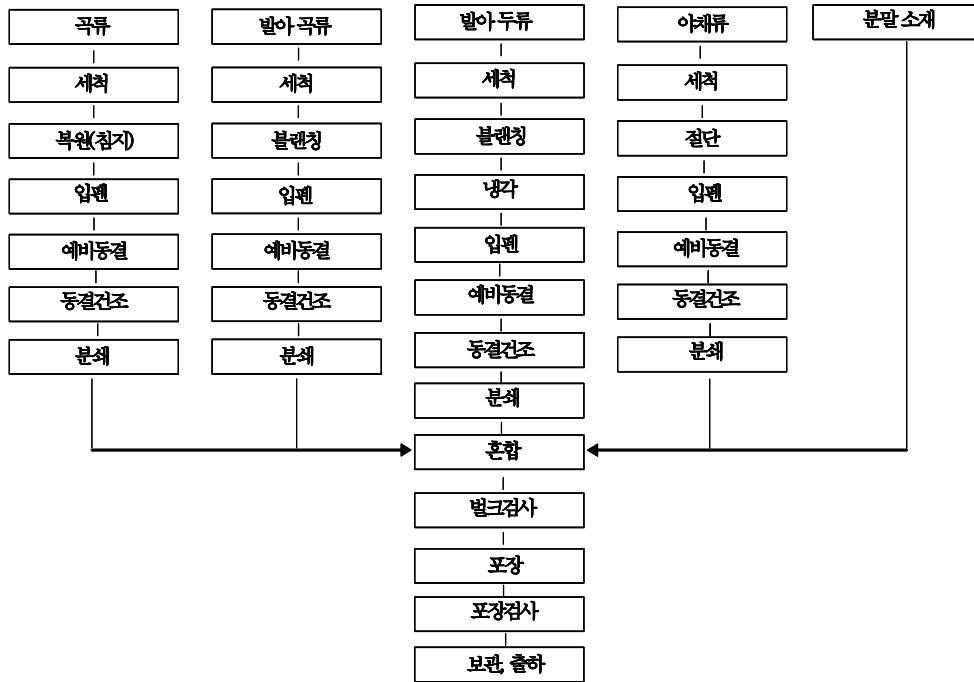 곡류
세척
복원(침지)
입펜
예비동결
동결건조
분쇄
발아 곡류
세척
블랜칭
입펜
예비동결
동결건조
분쇄
발아 두류
세척
블랜칭
냉각
입펜
예비동결
동결건조
분쇄
야채류
세척
절단
입펜
예비동결
동결건조
분쇄
분말 소재
혼합
벌크검사
포장
포장검사
보관, 출하